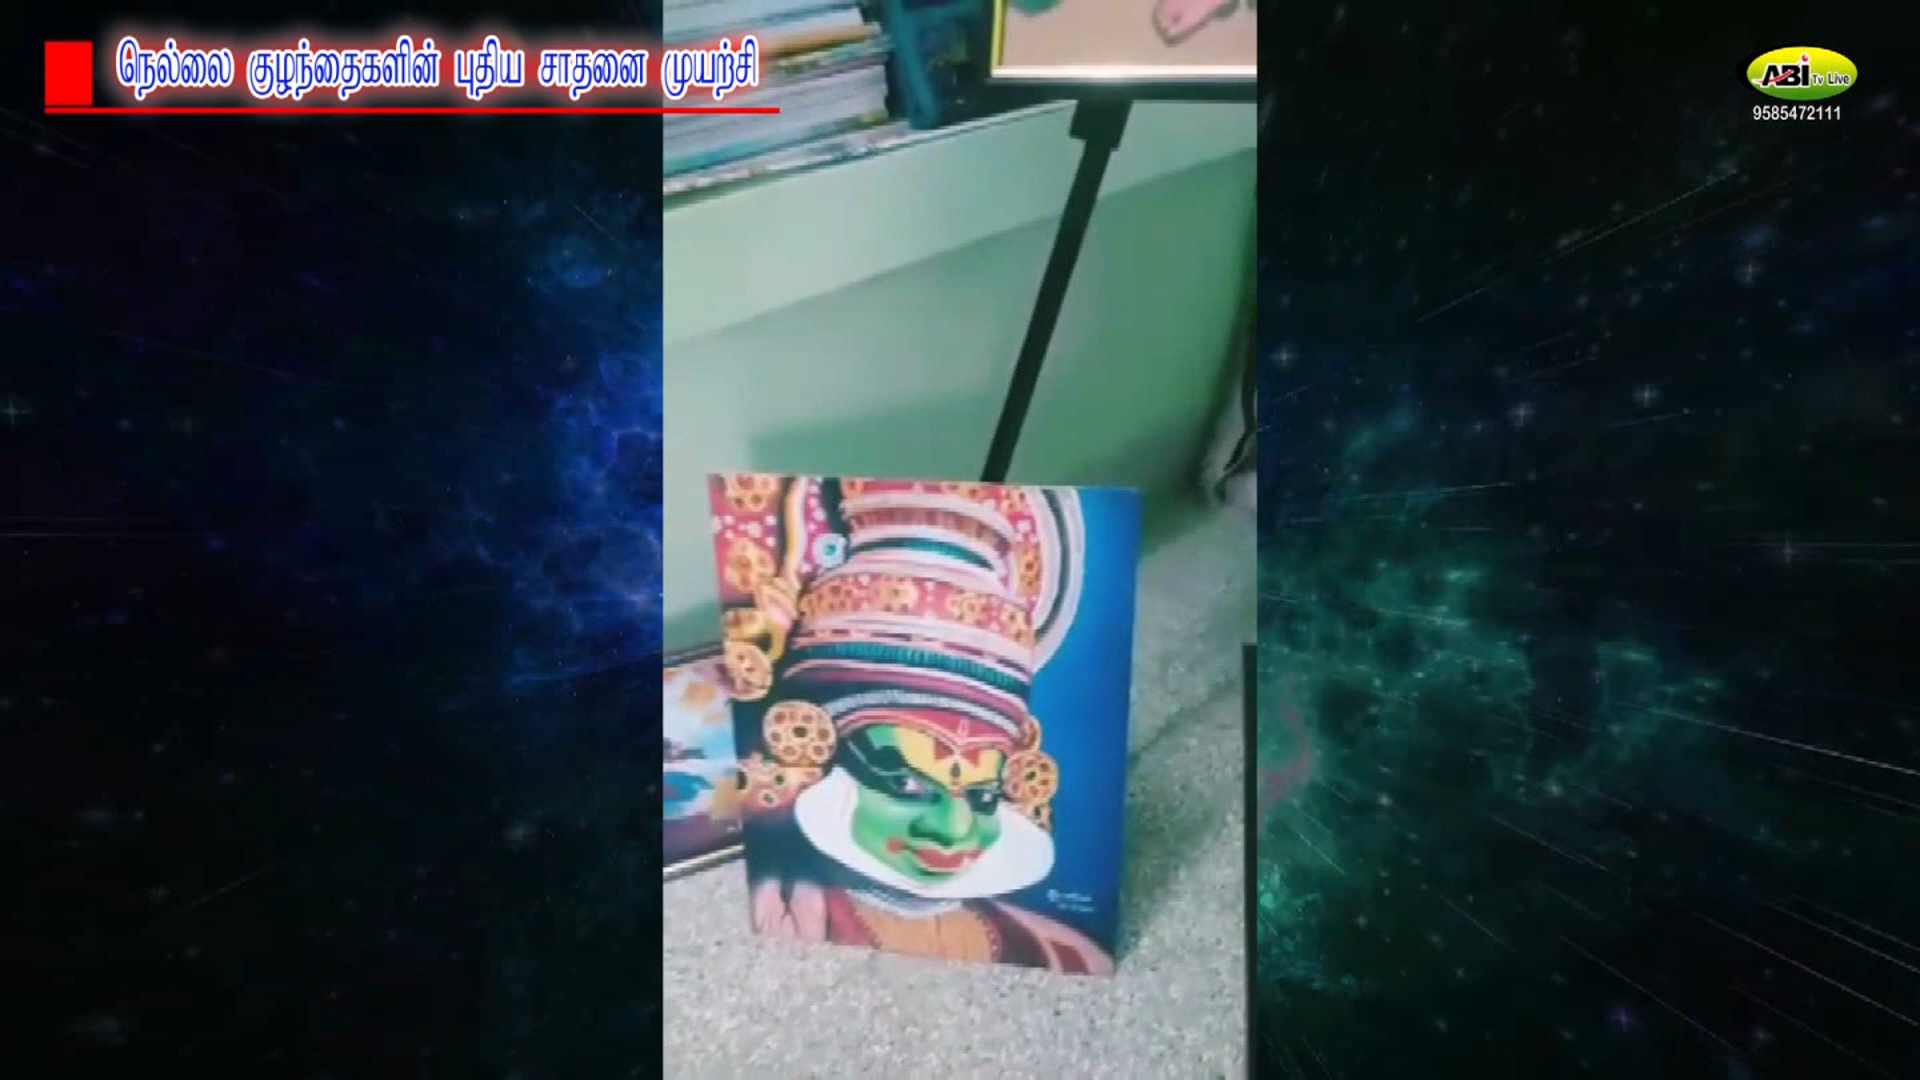 நெல்லை குழந்தைகளின் புதிய சாதனை முயற்சி
ABi Tv Live
9585472111